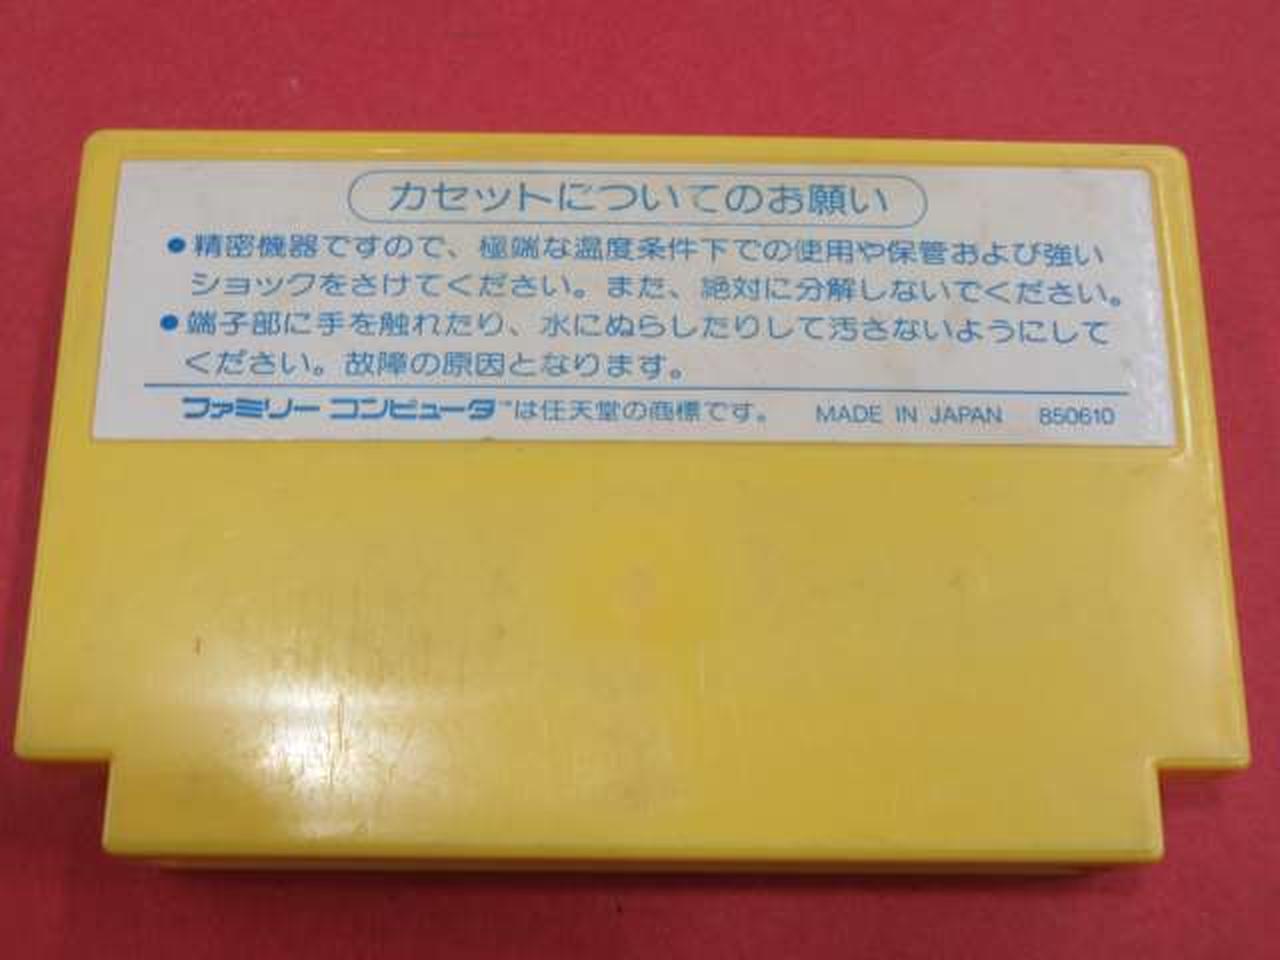 カセットについてのお願い
●精密機器ですので、極端な温度条件下での使用や保管および強い
ショックをさけてください。また、絶対に分解しないでください。
●端子部に手を触れたり、水にぬらしたりして汚さないようにして
ください。故障の原因となります。
ファミリー コンピュータ™は任天堂の商標です。 MADE IN JAPAN 850610